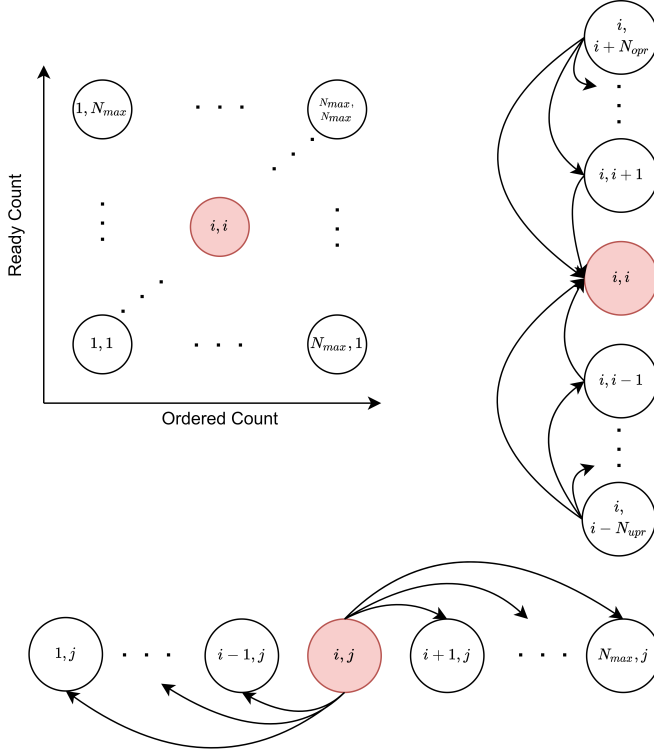 i,
i + N_opr
1, N_max
. . .
N_max,
N_max
i, i + 1
Ready Count
i, i
i, i
1, 1
. . .
N_max, 1
i, i − 1
Ordered Count
i,
i − N_upr
1, j
. . .
i − 1, j
i, j
i + 1, j
. . .
N_max, j